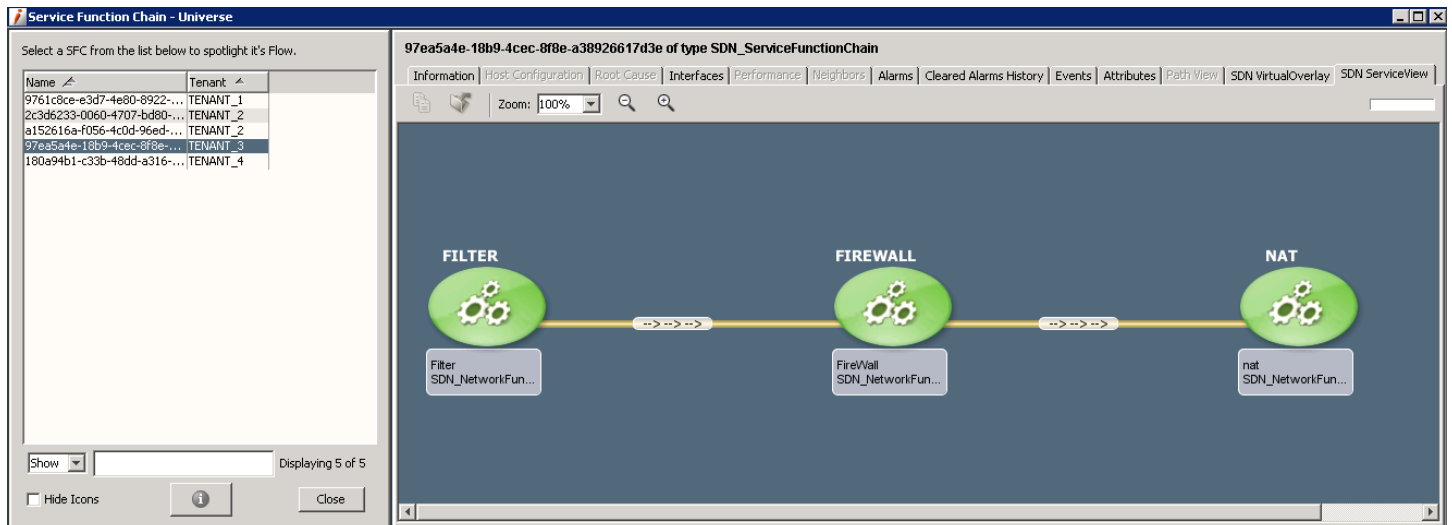 Service Function Chain - Universe
Select a SFC from the list below to spotlight it's Flow.
Name Tenant
9761c8ce-e3d7-4e80-8922-... TENANT_1
2c3d6233-0060-4707-bd80-... TENANT_2
a152616a-f056-4c0d-96ed-... TENANT_2
97ea5a4e-18b9-4cec-8f8e-... TENANT_3
180a94b1-c33b-48dd-a316-... TENANT_4
Show Displaying 5 of 5
Hide Icons Close
97ea5a4e-18b9-4cec-8f8e-a38926617d3e of type SDN_ServiceFunctionChain
Information Host Configuration Root Cause Interfaces Performance Neighbors Alarms Cleared Alarms History Events Attributes Path View SDN VirtualOverlay SDN ServiceView
Zoom: 100%
FILTER FIREWALL NAT
-->-->--> -->-->-->
Filter FireWall nat
SDN_NetworkFun... SDN_NetworkFun... SDN_NetworkFun...